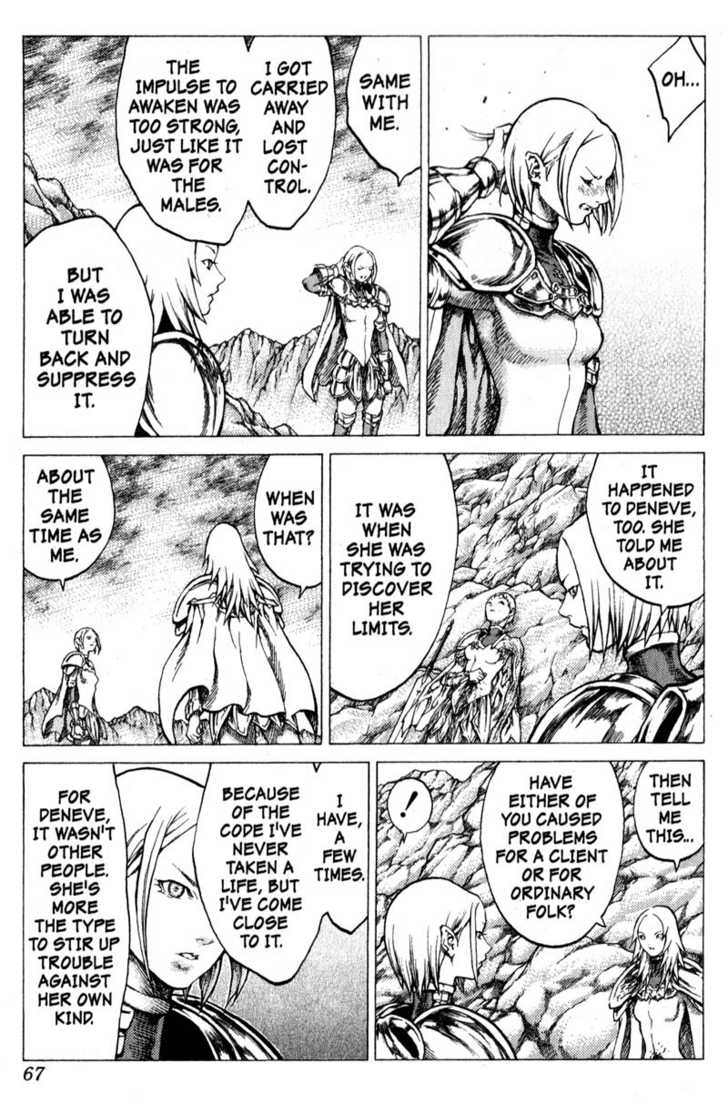 OH...
SAME
WITH
ME.
I GOT
CARRIED
AWAY
AND
LOST
CON-
TROL.
THE
IMPULSE TO
AWAKEN WAS
TOO STRONG,
JUST LIKE IT
WAS FOR
THE
MALES.
BUT
I WAS
ABLE TO
TURN
BACK AND
SUPPRESS
IT.
IT
HAPPENED
TO DENEVE,
TOO. SHE
TOLD ME
ABOUT
IT.
IT WAS
WHEN
SHE WAS
TRYING TO
DISCOVER
HER
LIMITS.
WHEN
WAS
THAT?
ABOUT
THE
SAME
TIME AS
ME.
THEN
TELL
ME
THIS...
HAVE
EITHER OF
YOU CAUSED
PROBLEMS
FOR A CLIENT
OR FOR
ORDINARY
FOLK?
!
I
HAVE,
A
FEW
TIMES.
BECAUSE
OF THE
CODE I'VE
NEVER
TAKEN A
LIFE, BUT
I'VE COME
CLOSE
TO IT.
FOR
DENEVE,
IT WASN'T
OTHER
PEOPLE.
SHE'S
MORE
THE TYPE
TO STIR UP
TROUBLE
AGAINST
HER OWN
KIND.
67